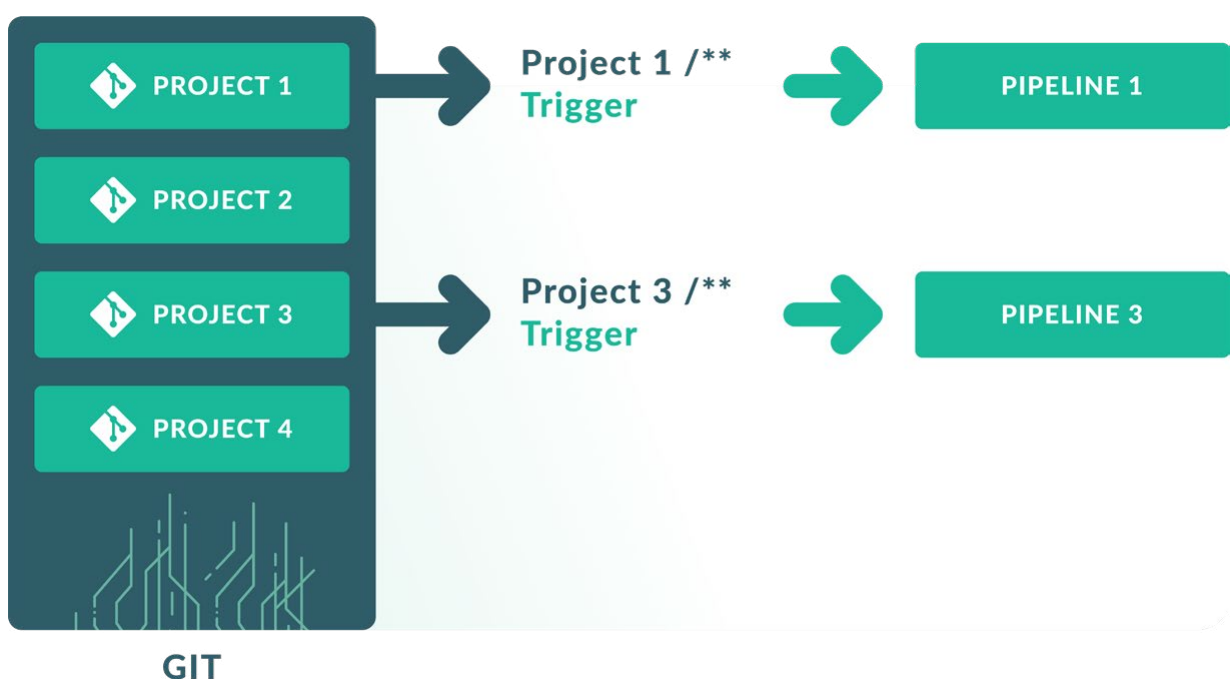 PROJECT 1
Project 1 /**
Trigger
PIPELINE 1
PROJECT 2
PROJECT 3
Project 3 /**
Trigger
PIPELINE 3
PROJECT 4
GIT